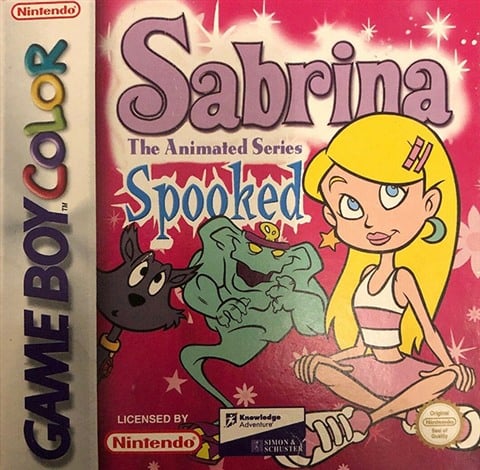 Nintendo
GAME BOY COLOR
TM
Sabrina
The Animated Series
Spooked
LICENSED BY
Nintendo
Knowledge
Adventure
SIMON &
SCHUSTER
Original
Nintendo
Seal of
Quality